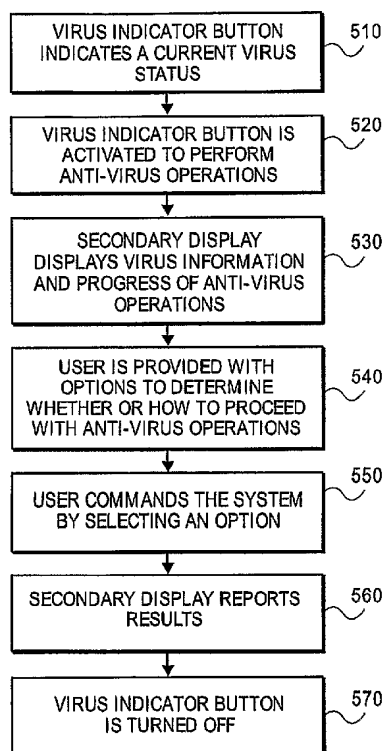 VIRUS INDICATOR BUTTON
INDICATES A CURRENT VIRUS
STATUS
510
VIRUS INDICATOR BUTTON IS
ACTIVATED TO PERFORM
ANTI-VIRUS OPERATIONS
520
SECONDARY DISPLAY
DISPLAYS VIRUS INFORMATION
AND PROGRESS OF ANTI-VIRUS
OPERATIONS
530
USER IS PROVIDED WITH
OPTIONS TO DETERMINE
WHETHER OR HOW TO PROCEED
WITH ANTI-VIRUS OPERATIONS
540
USER COMMANDS THE SYSTEM
BY SELECTING AN OPTION
550
SECONDARY DISPLAY REPORTS
RESULTS
560
VIRUS INDICATOR BUTTON
IS TURNED OFF
570